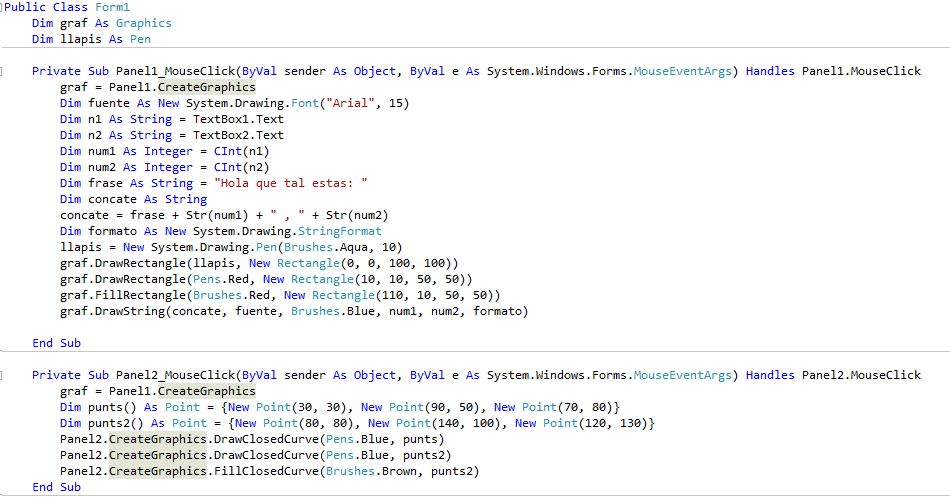 Public Class Form1
    Dim graf As Graphics
    Dim llapis As Pen
    Private Sub Panel1_MouseClick(ByVal sender As Object, ByVal e As System.Windows.Forms.MouseEventArgs) Handles Panel1.MouseClick
        graf = Panel1.CreateGraphics
        Dim fuente As New System.Drawing.Font("Arial", 15)
        Dim n1 As String = TextBox1.Text
        Dim n2 As String = TextBox2.Text
        Dim num1 As Integer = CInt(n1)
        Dim num2 As Integer = CInt(n2)
        Dim frase As String = "Hola que tal estas: "
        Dim concate As String
        concate = frase + Str(num1) + " , " + Str(num2)
        Dim formato As New System.Drawing.StringFormat
        llapis = New System.Drawing.Pen(Brushes.Aqua, 10)
        graf.DrawRectangle(llapis, New Rectangle(0, 0, 100, 100))
        graf.DrawRectangle(Pens.Red, New Rectangle(10, 10, 50, 50))
        graf.FillRectangle(Brushes.Red, New Rectangle(110, 10, 50, 50))
        graf.DrawString(concate, fuente, Brushes.Blue, num1, num2, formato)
    End Sub
    Private Sub Panel2_MouseClick(ByVal sender As Object, ByVal e As System.Windows.Forms.MouseEventArgs) Handles Panel2.MouseClick
        graf = Panel1.CreateGraphics
        Dim punts() As Point = {New Point(30, 30), New Point(90, 50), New Point(70, 80)}
        Dim punts2() As Point = {New Point(80, 80), New Point(140, 100), New Point(120, 130)}
        Panel2.CreateGraphics.DrawClosedCurve(Pens.Blue, punts)
        Panel2.CreateGraphics.DrawClosedCurve(Pens.Blue, punts2)
        Panel2.CreateGraphics.FillClosedCurve(Brushes.Brown, punts2)
    End Sub